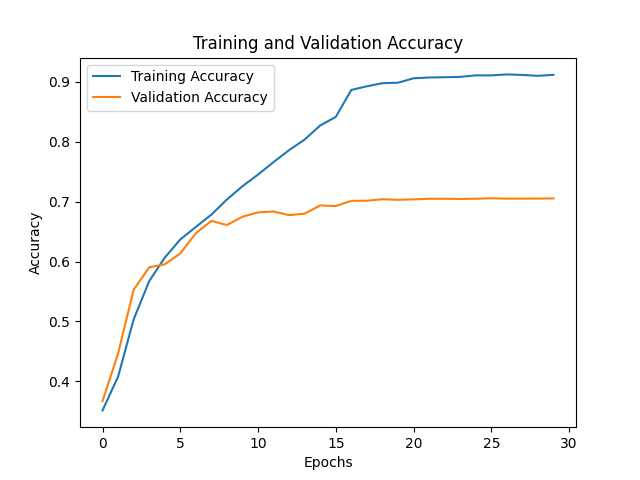 Training and Validation Accuracy
Training Accuracy
Validation Accuracy
0.9
0.8
0.7
0.6
0.5
0.4
Accuracy
0 5 10 15 20 25 30
Epochs